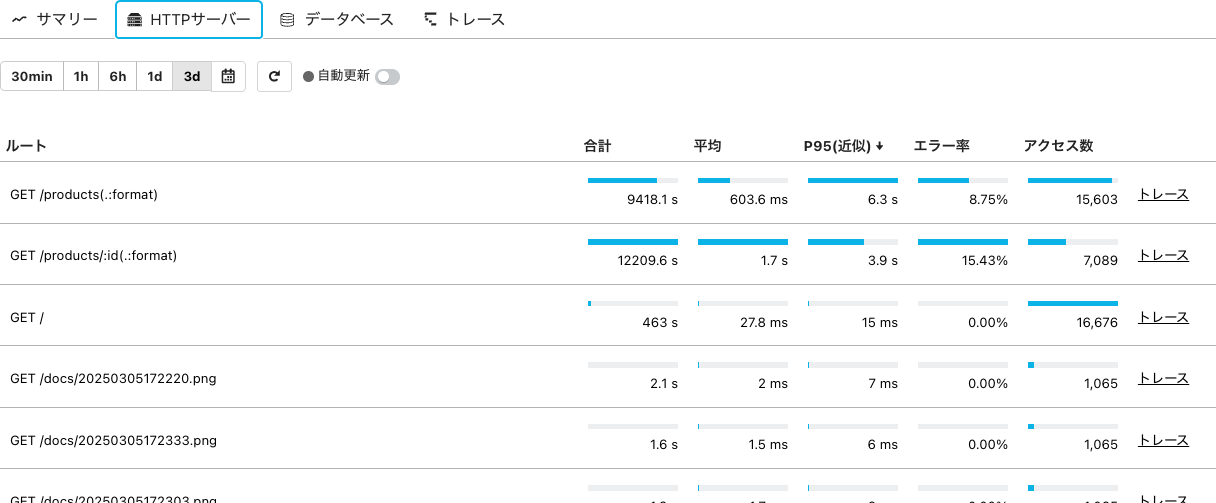 サマリー HTTPサーバー データベース トレース
30min 1h 6h 1d 3d 自動更新
ルート 合計 平均 P95(近似) エラー率 アクセス数
GET /products(.:format) 9418.1 s 603.6 ms 6.3 s 8.75% 15,603 トレース
GET /products/:id(.:format) 12209.6 s 1.7 s 3.9 s 15.43% 7,089 トレース
GET / 463 s 27.8 ms 15 ms 0.00% 16,676 トレース
GET /docs/20250305172220.png 2.1 s 2 ms 7 ms 0.00% 1,065 トレース
GET /docs/20250305172333.png 1.6 s 1.5 ms 6 ms 0.00% 1,065 トレース
GET /docs/20250305172303.png トレース